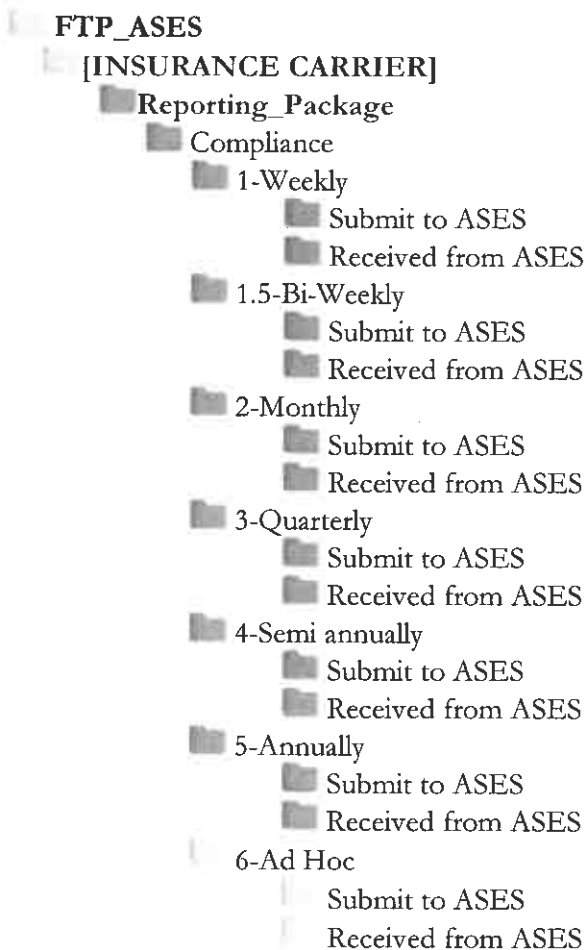 FTP_ASES
[INSURANCE CARRIER]
Reporting_Package
Compliance
1-Weekly
Submit to ASES
Received from ASES
1.5-Bi-Weekly
Submit to ASES
Received from ASES
2-Monthly
Submit to ASES
Received from ASES
3-Quarterly
Submit to ASES
Received from ASES
4-Semi annually
Submit to ASES
Received from ASES
5-Annually
Submit to ASES
Received from ASES
6-Ad Hoc
Submit to ASES
Received from ASES